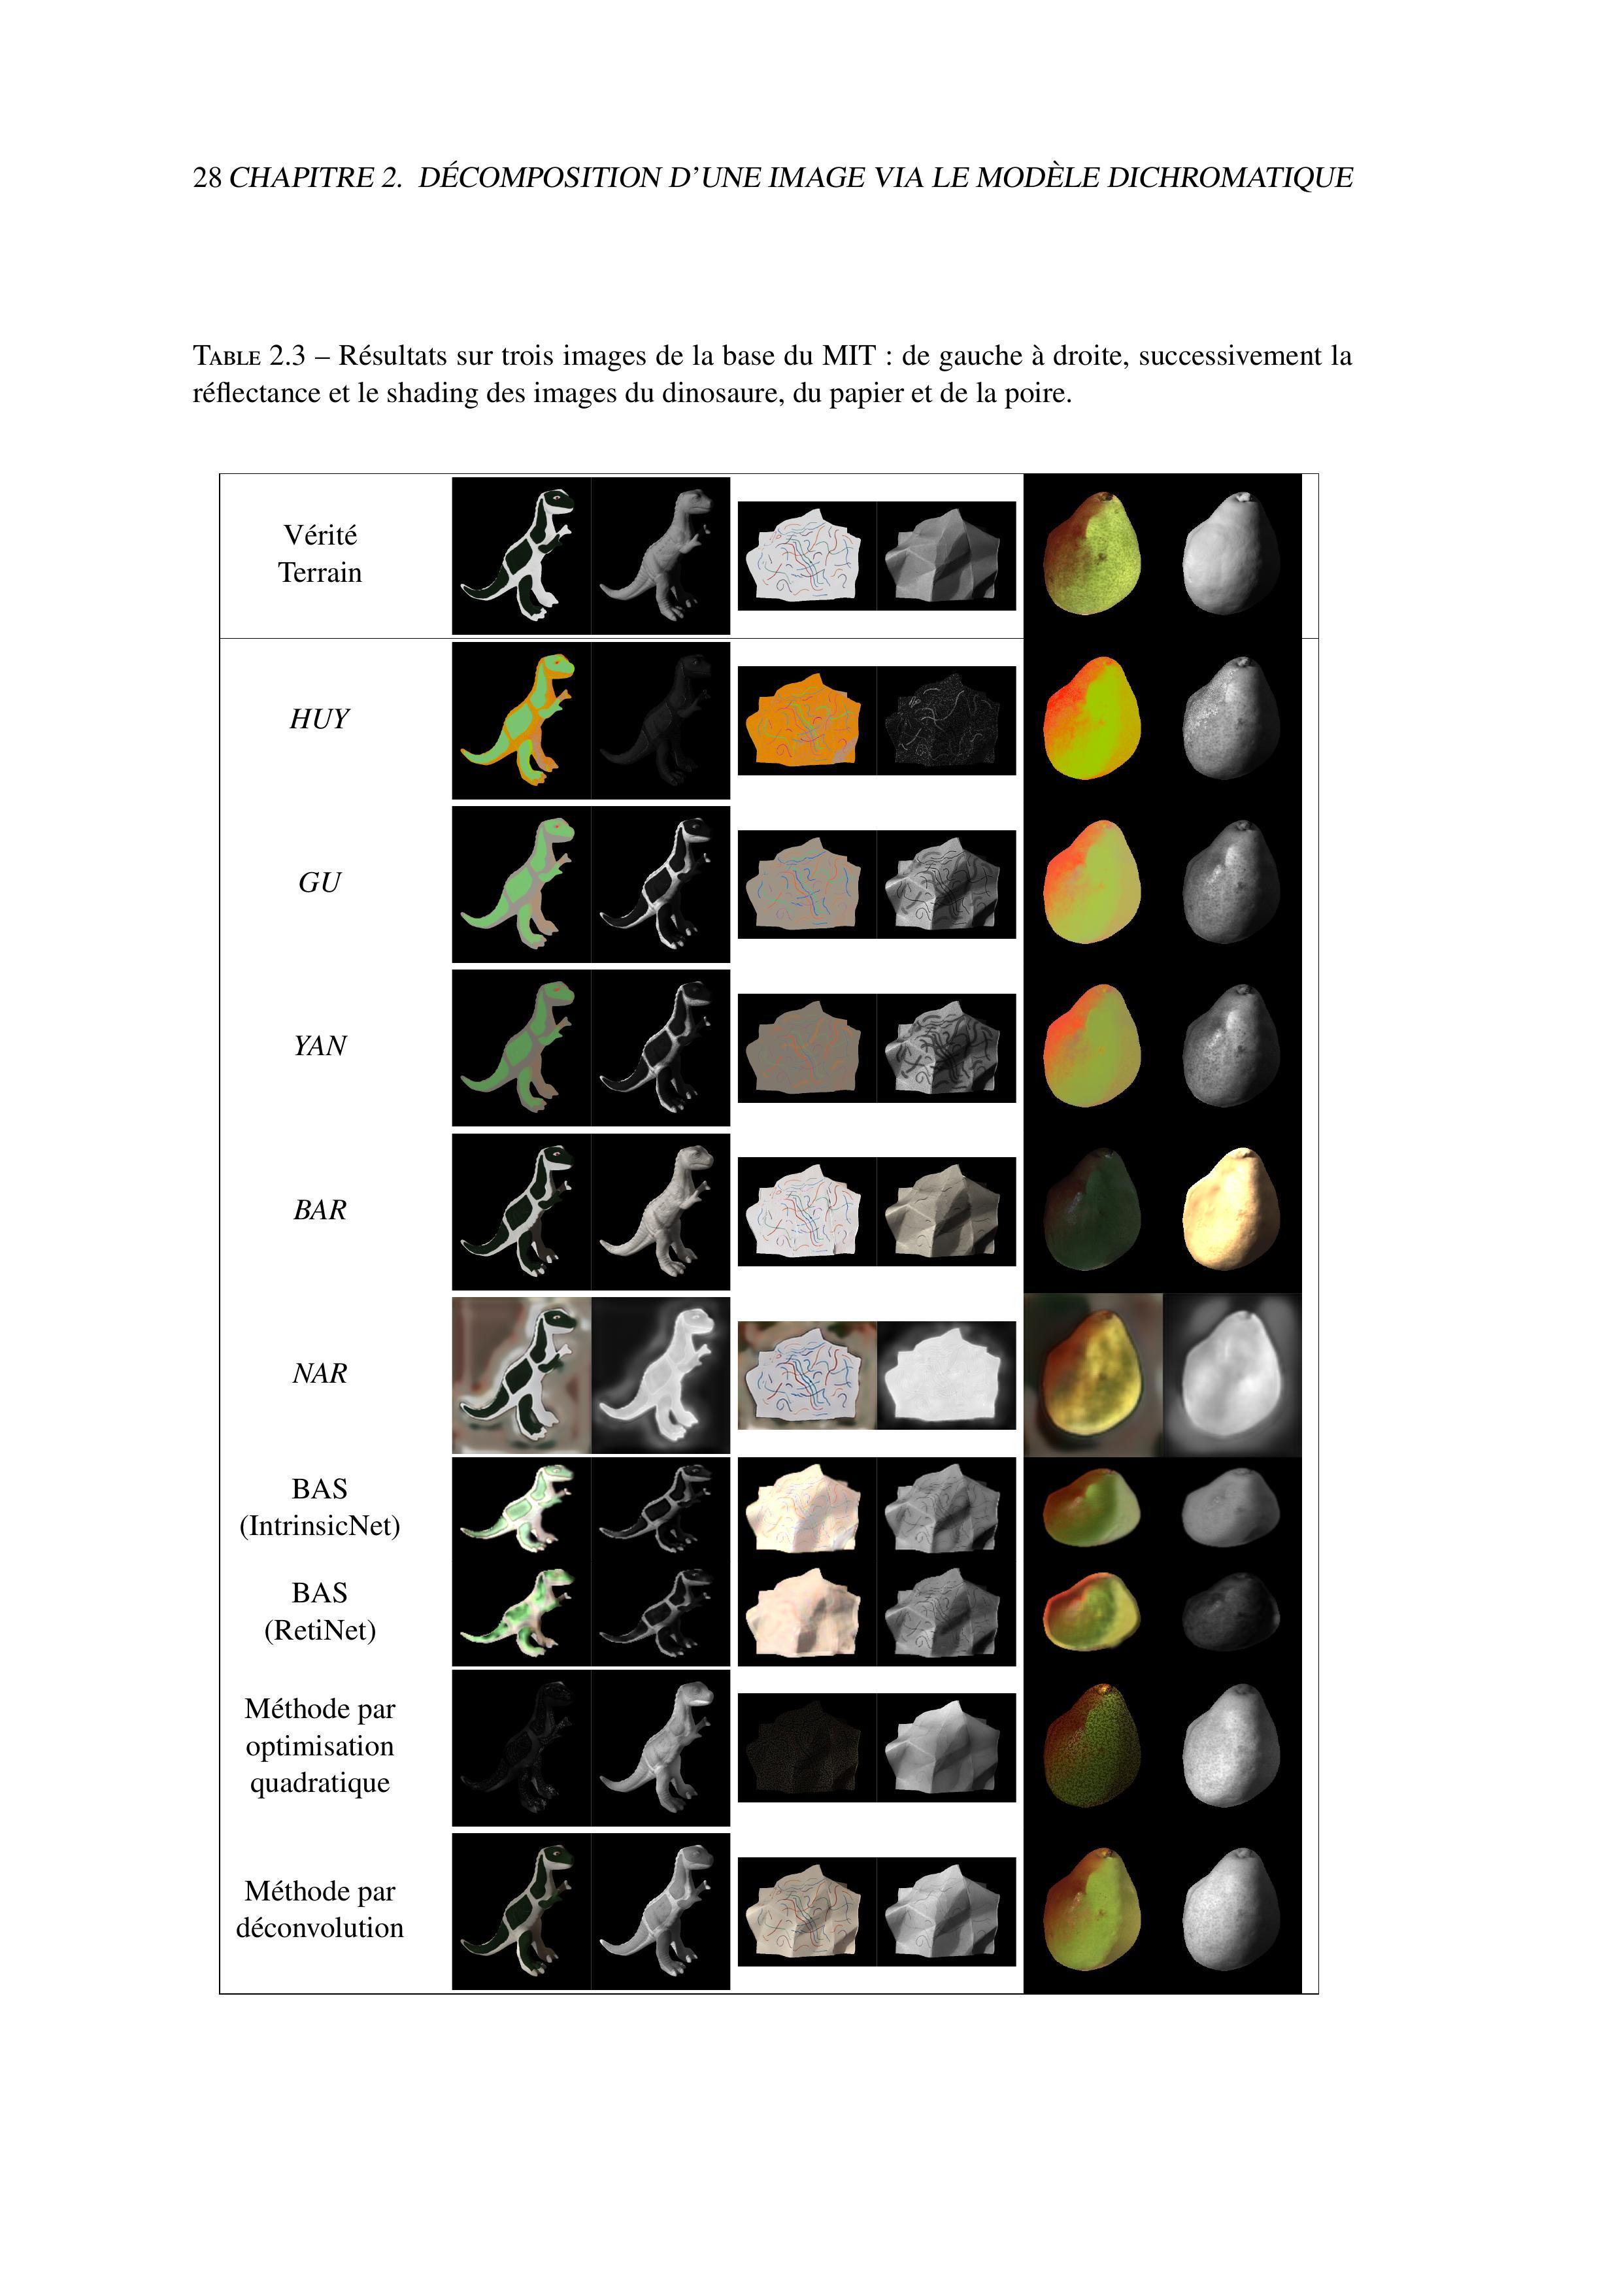 28 CHAPITRE 2. DÉCOMPOSITION D'UNE IMAGE VIA LE MODÈLE DICHROMATIQUE
TABLE 2.3 – Résultats sur trois images de la base du MIT : de gauche à droite, successivement la
réflectance et le shading des images du dinosaure, du papier et de la poire.
Vérité
Terrain
HUY
GU
YAN
BAR
NAR
BAS
(IntrinsicNet)
BAS
(RetiNet)
Méthode par
optimisation
quadratique
Méthode par
déconvolution